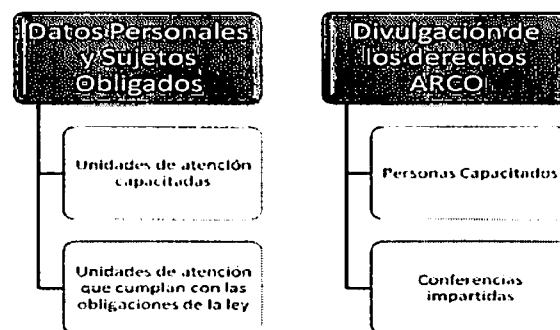 Datos Personales
y Sujetos
Obligados
Unidades de atención
capacitadas
Unidades de atención
que cumplan con las
obligaciones de la ley
Divulgación de
los derechos
ARCO
Personas Capacitados
Conferencias
impartidas